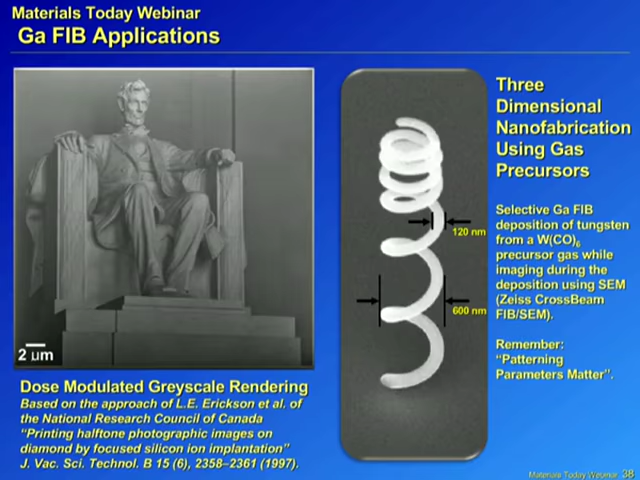 Materials Today Webinar
Ga FIB Applications
2 µm
Dose Modulated Greyscale Rendering
Based on the approach of L.E. Erickson et al. of
the National Research Council of Canada
“Printing halftone photographic images on
diamond by focused silicon ion implantation”
J. Vac. Sci. Technol. B 15 (6), 2358–2361 (1997).
120 nm
600 nm
Three
Dimensional
Nanofabrication
Using Gas
Precursors
Selective Ga FIB
deposition of tungsten
from a W(CO)₆
precursor gas while
imaging during the
deposition using SEM
(Zeiss CrossBeam
FIB/SEM).
Remember:
“Patterning
Parameters Matter”.
Materials Today Webinar 38